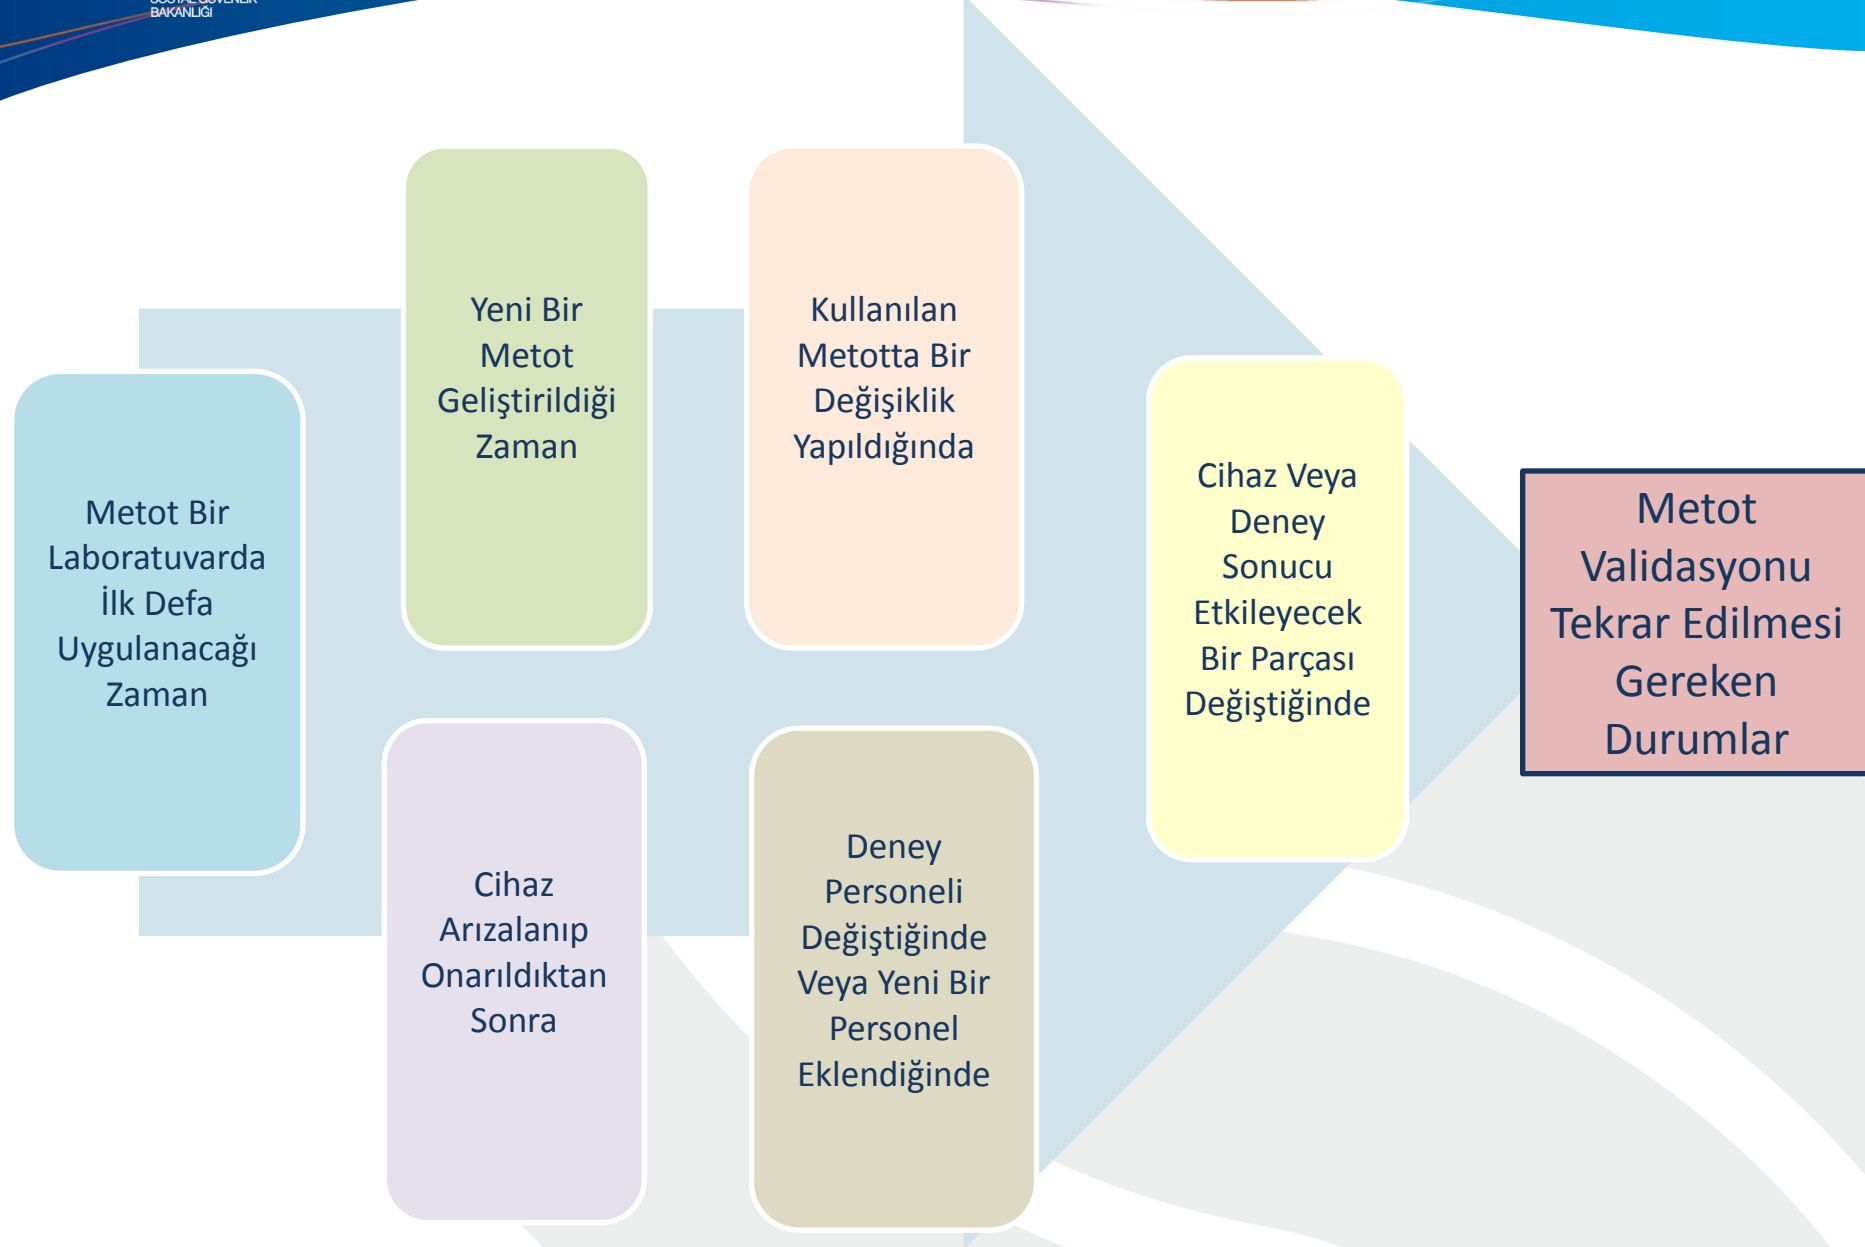 SOSYAL GÜVENLİK
BAKANLIĞI
Metot Bir
Laboratuvarda
İlk Defa
Uygulanacağı
Zaman
Yeni Bir
Metot
Geliştirildiği
Zaman
Kullanılan
Metotta Bir
Değişiklik
Yapıldığında
Cihaz
Arızalanıp
Onarıldıktan
Sonra
Deney
Personeli
Değiştiğinde
Veya Yeni Bir
Personel
Eklendiğinde
Cihaz Veya
Deney
Sonucu
Etkileyecek
Bir Parçası
Değiştiğinde
Metot
Validasyonu
Tekrar Edilmesi
Gereken
Durumlar